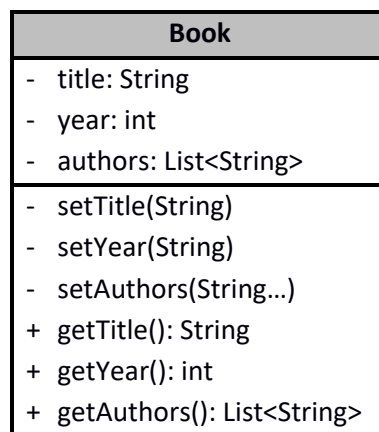 Book
- title: String
- year: int
- authors: List<String>
- setTitle(String)
- setYear(String)
- setAuthors(String…)
+ getTitle(): String
+ getYear(): int
+ getAuthors(): List<String>